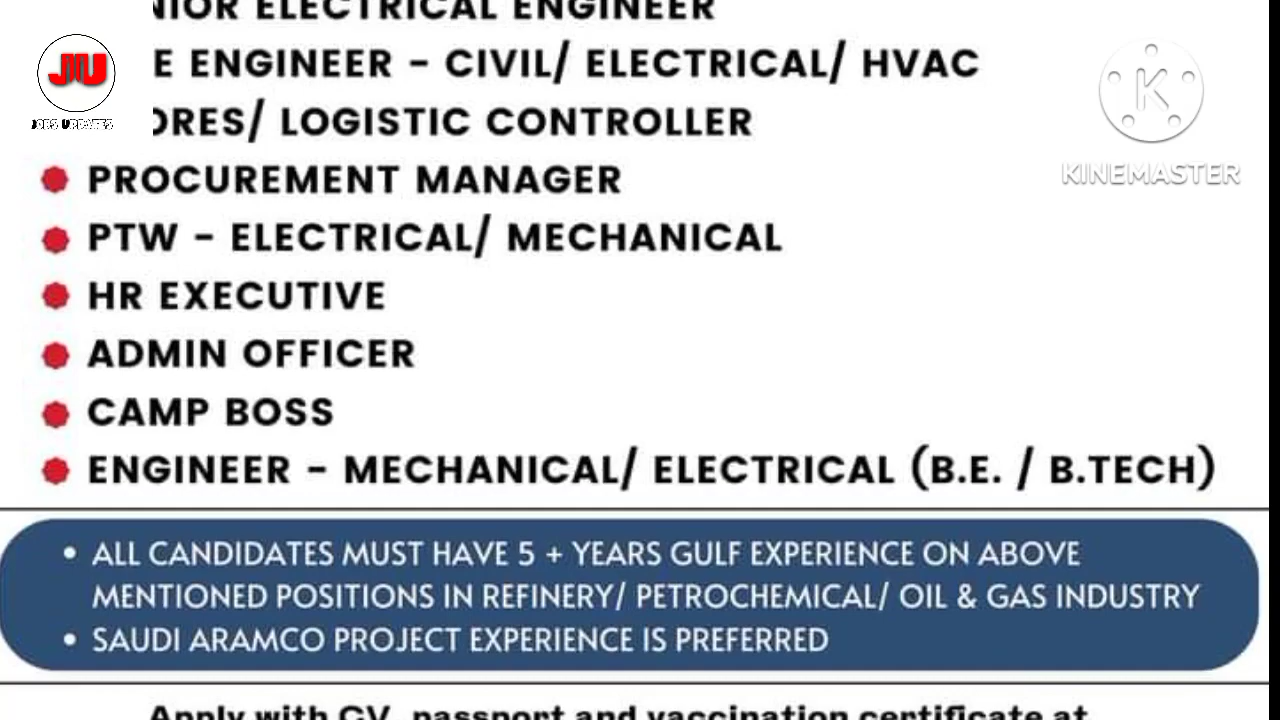 NIOR ELECTRICAL ENGINEER
E ENGINEER - CIVIL/ ELECTRICAL/ HVAC
ORES/ LOGISTIC CONTROLLER
PROCUREMENT MANAGER
PTW - ELECTRICAL/ MECHANICAL
HR EXECUTIVE
ADMIN OFFICER
CAMP BOSS
ENGINEER - MECHANICAL/ ELECTRICAL (B.E. / B.TECH)
• ALL CANDIDATES MUST HAVE 5 + YEARS GULF EXPERIENCE ON ABOVE
MENTIONED POSITIONS IN REFINERY/ PETROCHEMICAL/ OIL & GAS INDUSTRY
• SAUDI ARAMCO PROJECT EXPERIENCE IS PREFERRED
Apply with CV, passport and vaccination certificate at
JU
JOBS UPDATES
K
KINEMASTER